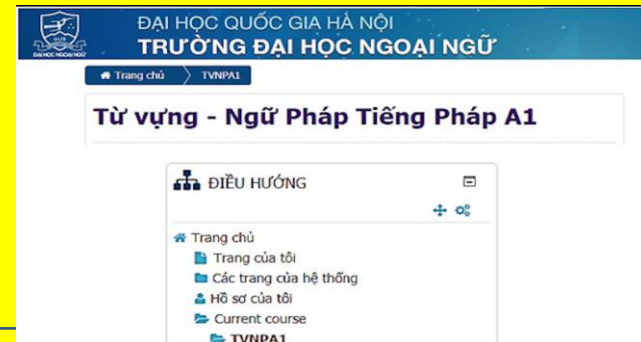 ĐẠI HỌC QUỐC GIA HÀ NỘI
TRƯỜNG ĐẠI HỌC NGOẠI NGỮ
Trang chủ
TVNPA1
Từ vựng - Ngữ Pháp Tiếng Pháp A1
ĐIỀU HƯỚNG
Trang chủ
Trang của tôi
Các trang của hệ thống
Hồ sơ của tôi
Current course
TVNPA1